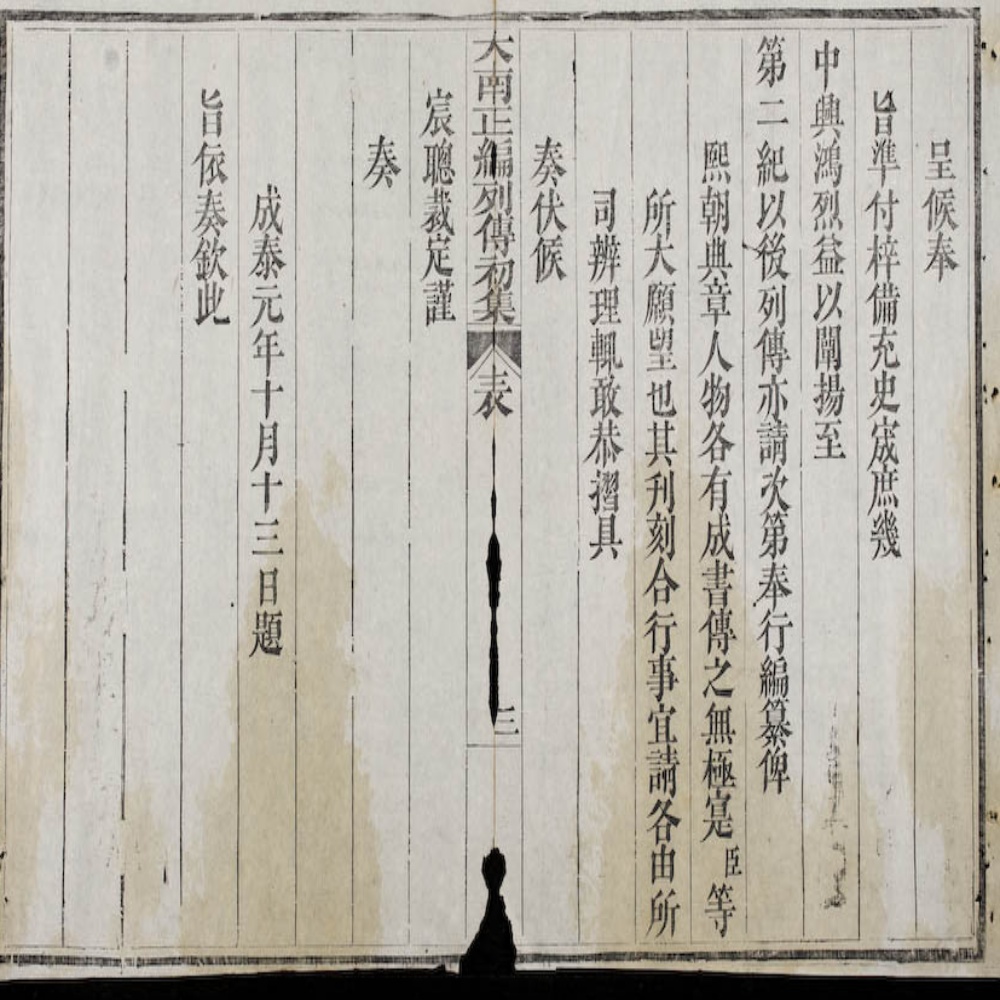 呈候奉
旨準付梓備充史宬庶幾
中興鴻烈益以闡揚至
第二紀以後列傳亦請次第奉行編纂俾
熙朝典章人物各有成書傳之無極寔臣等
所大願望也其刋刻合行事宜請各由所
司辨理輒敢恭摺具
奏伏候
大南正編列傳初集
表
三
宸聰裁定謹
奏
成泰元年十月十三日題
旨依奏欽此